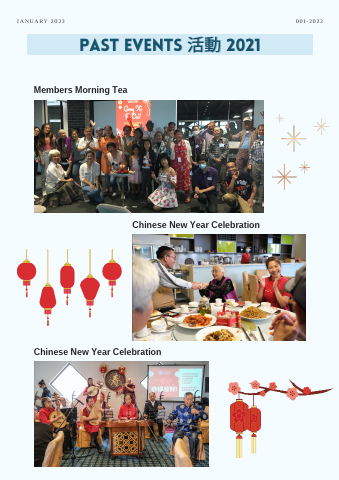 JANUARY 2022
001-2022
PAST EVENTS 活動 2021
Members Morning Tea
Chinese New Year Celebration
Chinese New Year Celebration